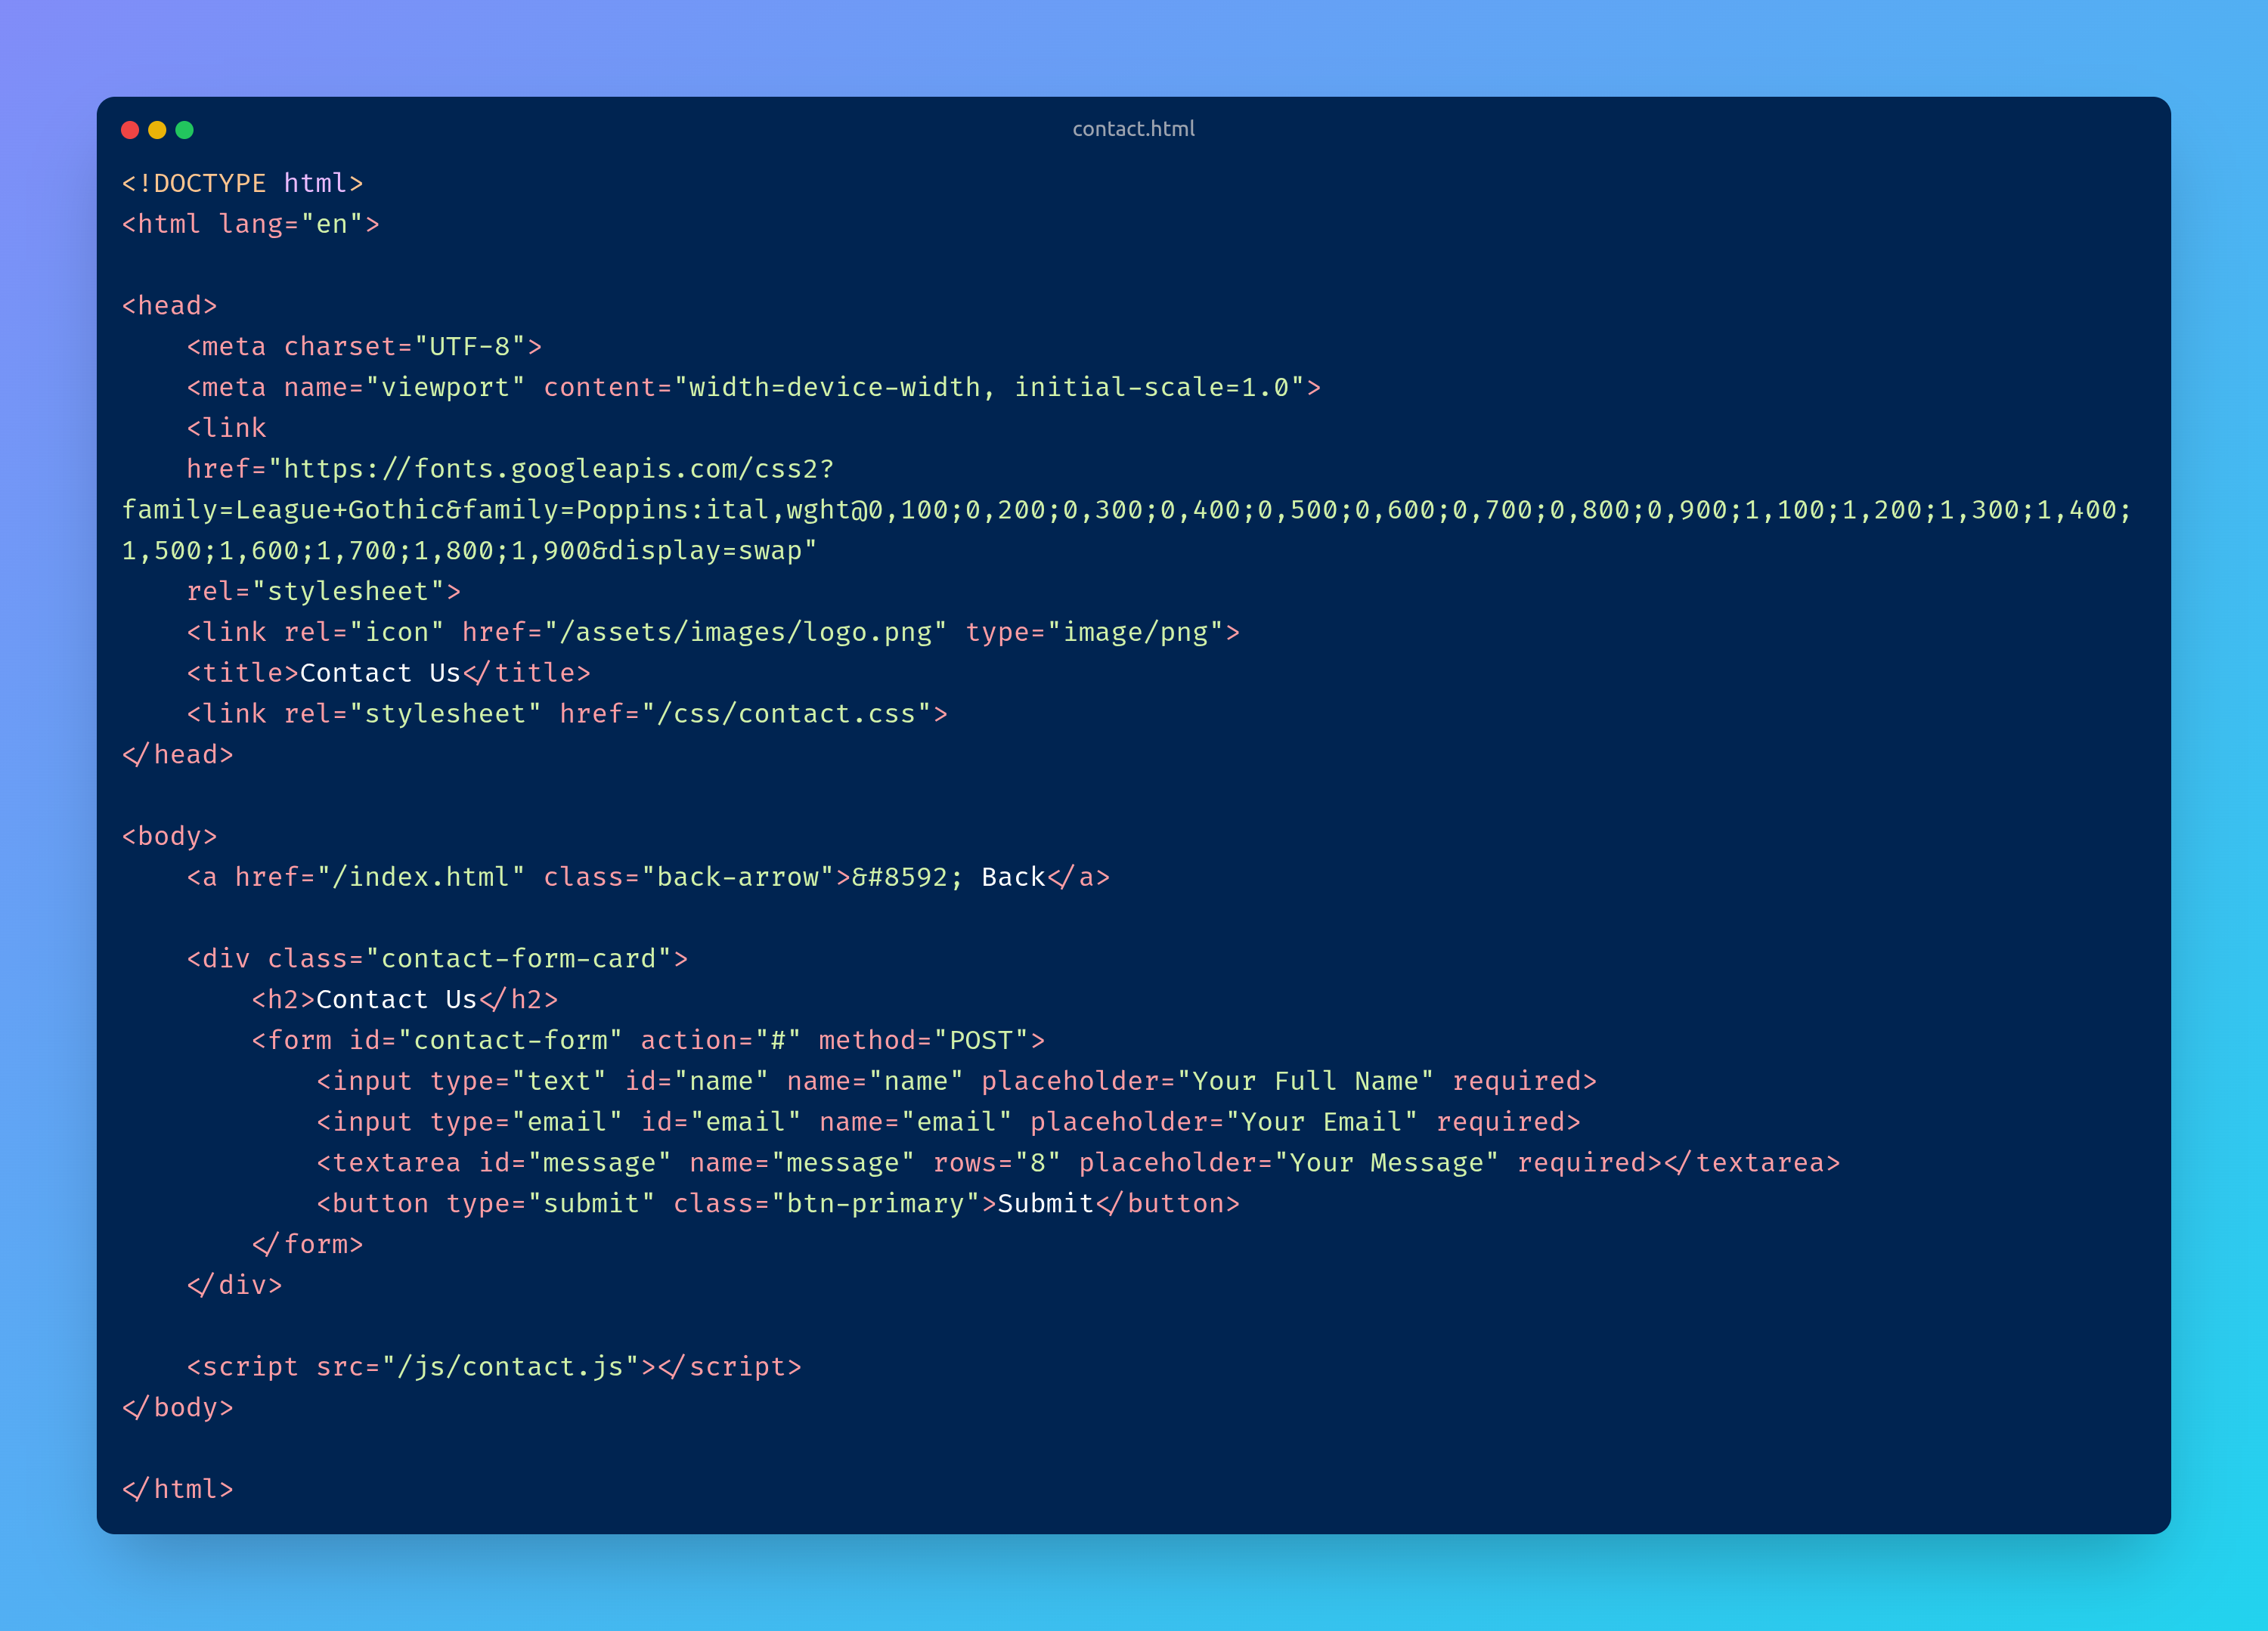 contact.html
<!DOCTYPE html>
<html lang="en">

<head>
    <meta charset="UTF-8">
    <meta name="viewport" content="width=device-width, initial-scale=1.0">
    <link
    href="https://fonts.googleapis.com/css2?
family=League+Gothic&family=Poppins:ital,wght@0,100;0,200;0,300;0,400;0,500;0,600;0,700;0,800;0,900;1,100;1,200;1,300;1,400;
1,500;1,600;1,700;1,800;1,900&display=swap"
    rel="stylesheet">
    <link rel="icon" href="/assets/images/logo.png" type="image/png">
    <title>Contact Us</title>
    <link rel="stylesheet" href="/css/contact.css">
</head>

<body>
    <a href="/index.html" class="back-arrow">&#8592; Back</a>

    <div class="contact-form-card">
        <h2>Contact Us</h2>
        <form id="contact-form" action="#" method="POST">
            <input type="text" id="name" name="name" placeholder="Your Full Name" required>
            <input type="email" id="email" name="email" placeholder="Your Email" required>
            <textarea id="message" name="message" rows="8" placeholder="Your Message" required></textarea>
            <button type="submit" class="btn-primary">Submit</button>
        </form>
    </div>

    <script src="/js/contact.js"></script>
</body>

</html>